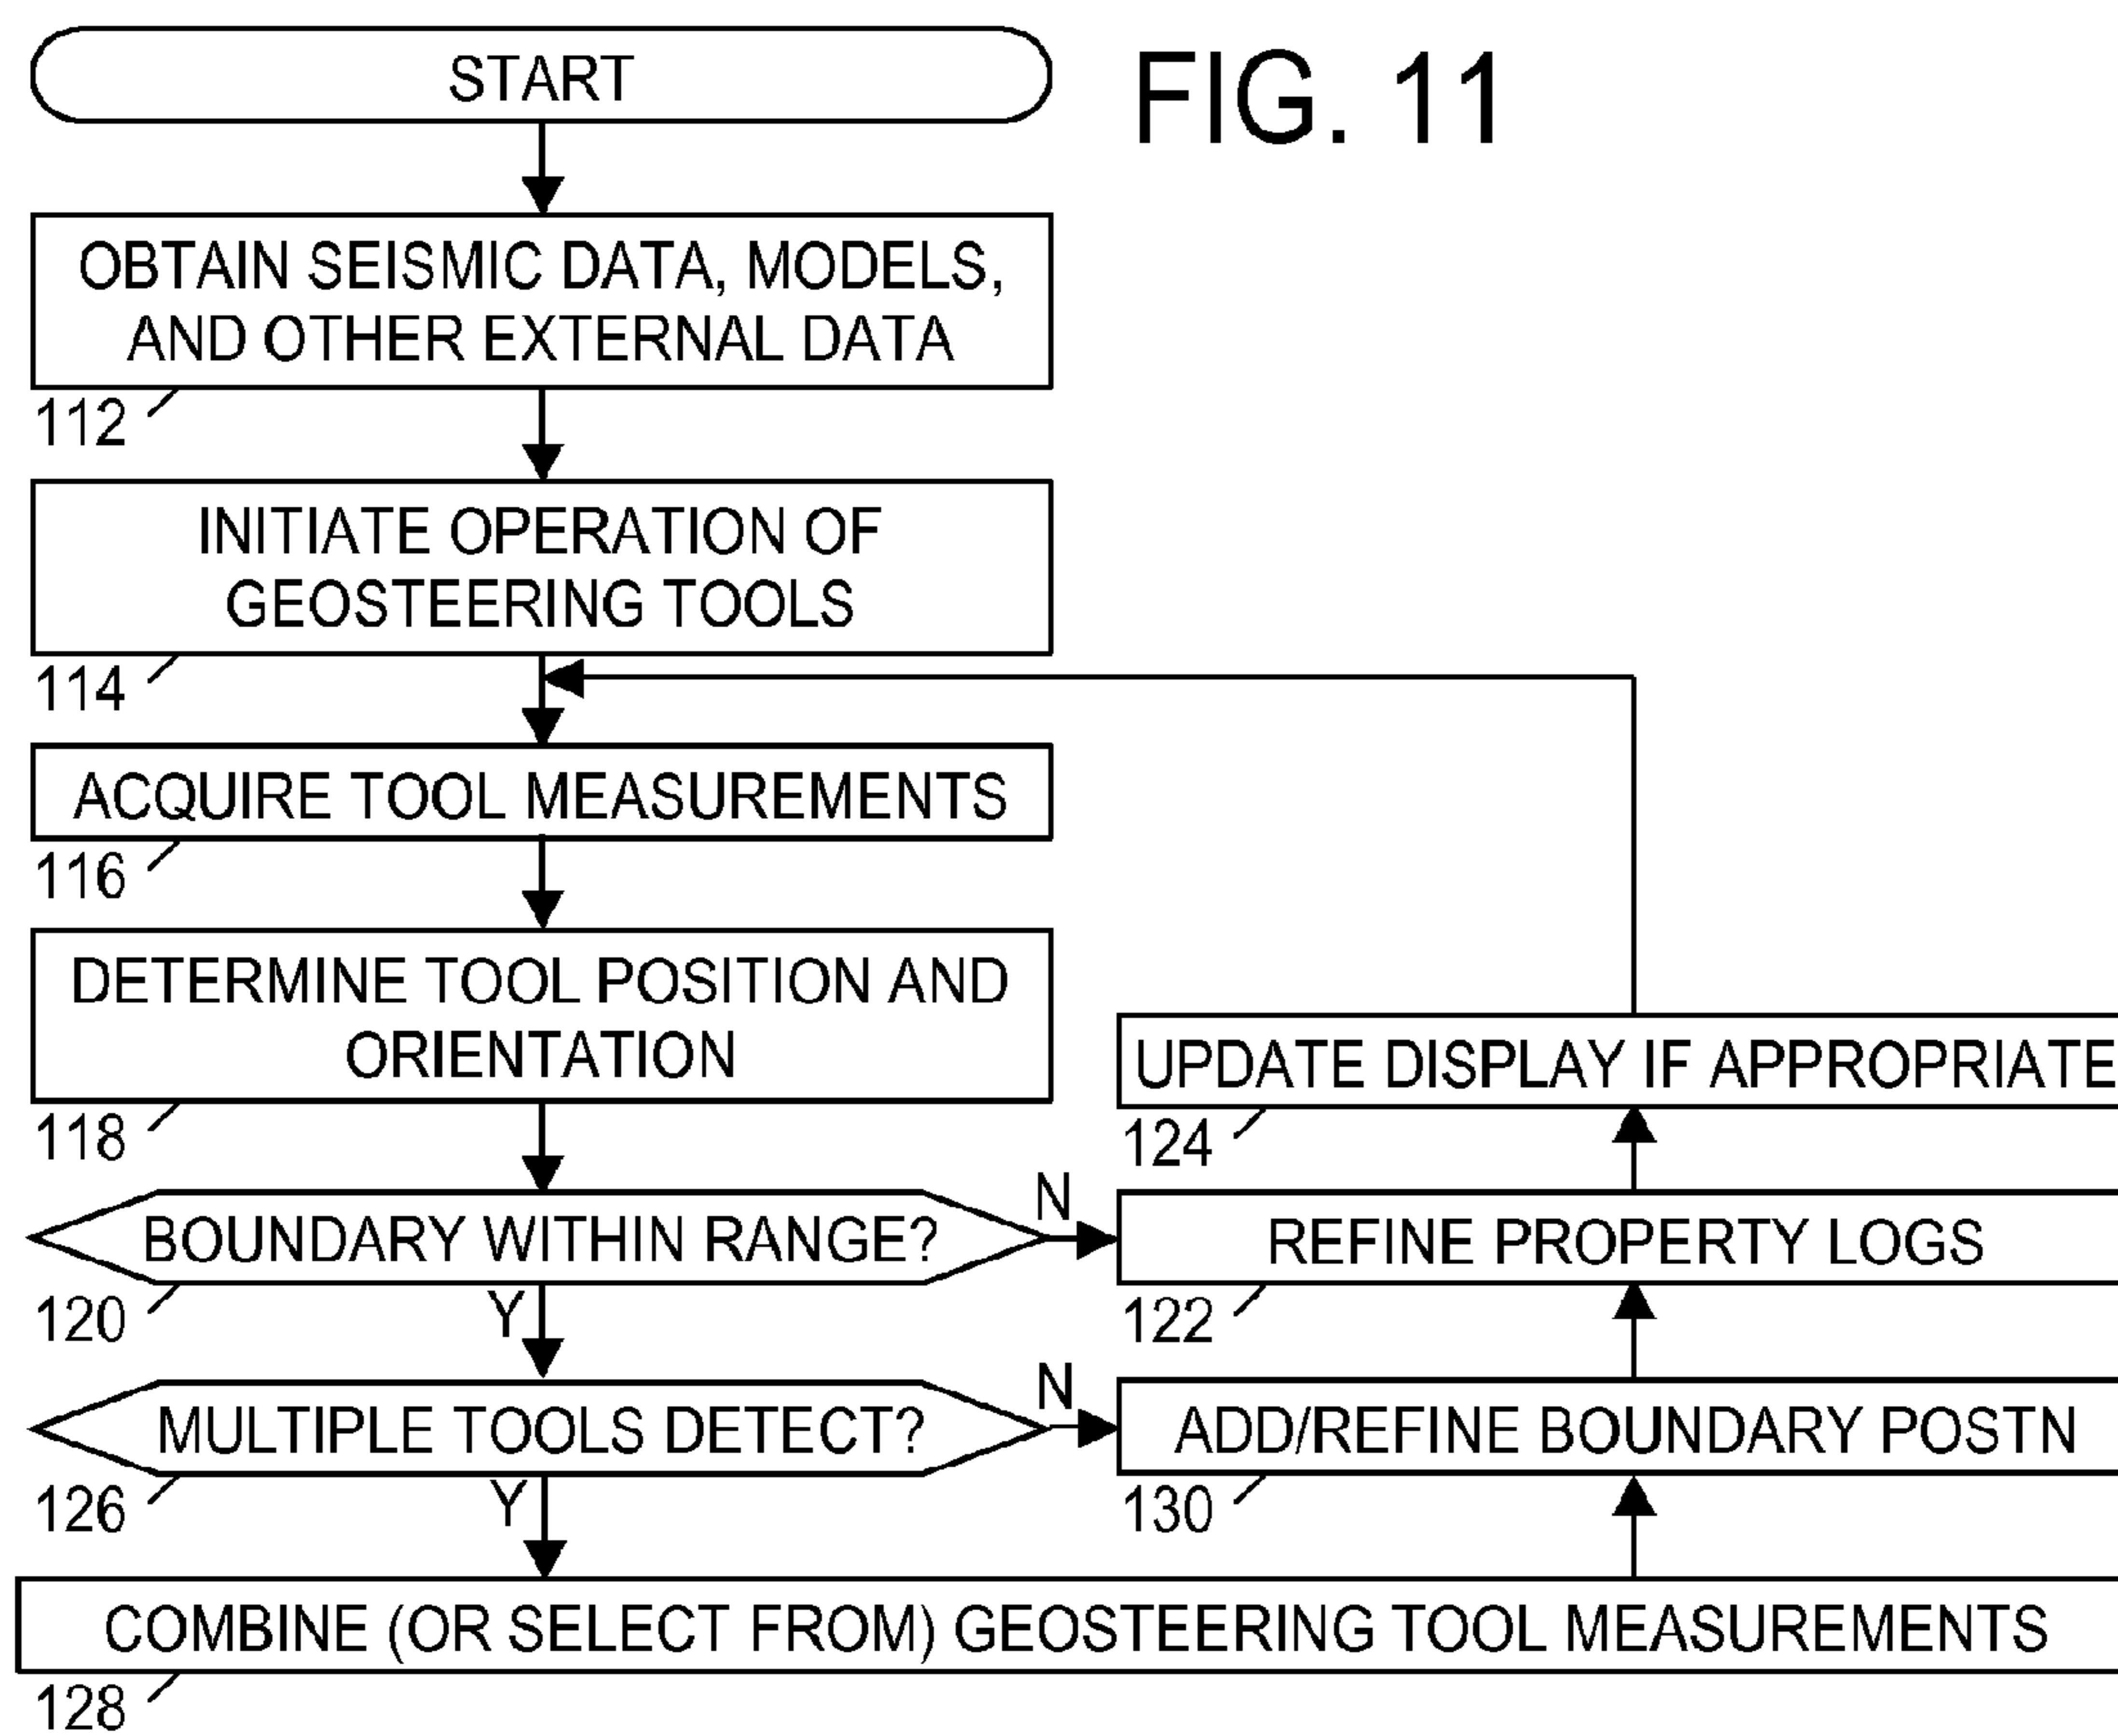 START
FIG. 11
OBTAIN SEISMIC DATA, MODELS,
AND OTHER EXTERNAL DATA
112
INITIATE OPERATION OF
GEOSTEERING TOOLS
114
ACQUIRE TOOL MEASUREMENTS
116
DETERMINE TOOL POSITION AND
ORIENTATION
118
UPDATE DISPLAY IF APPROPRIATE
124
BOUNDARY WITHIN RANGE?
N
REFINE PROPERTY LOGS
120
Y
122
MULTIPLE TOOLS DETECT?
N
ADD/REFINE BOUNDARY POSTN
126
Y
130
COMBINE (OR SELECT FROM) GEOSTEERING TOOL MEASUREMENTS
128